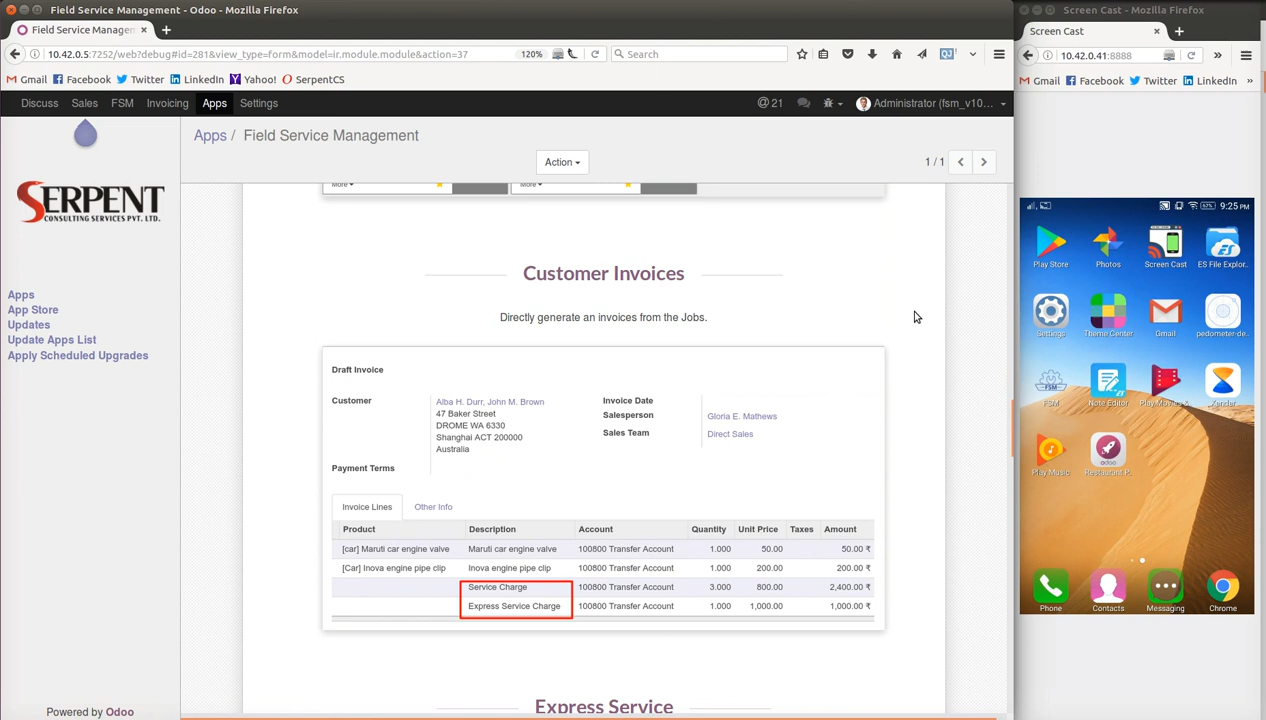 Field Service Management - Odoo - Mozilla Firefox
Field Service Managem
10.42.0.5:7252/web?debug#id=281&view_type=form&model=ir.module.module&action=37
120%
Search
Gmail
Facebook
Twitter
LinkedIn
Yahoo!
SerpentCS
Discuss
Sales
FSM
Invoicing
Apps
Settings
@ 21
Administrator (fsm_v10...
SERPENT
CONSULTING SERVICES PVT. LTD.
Apps
App Store
Updates
Update Apps List
Apply Scheduled Upgrades
Powered by Odoo
Apps / Field Service Management
Action
1 / 1
More
More
Customer Invoices
Directly generate an invoices from the Jobs.
Draft Invoice
Customer
Alba H. Durr, John M. Brown
47 Baker Street
DROME WA 6330
Shanghai ACT 200000
Australia
Invoice Date
Salesperson Gloria E. Mathews
Sales Team Direct Sales
Payment Terms
Invoice Lines
Other Info
Product Description Account Quantity Unit Price Taxes Amount
[car] Maruti car engine valve Maruti car engine valve 100800 Transfer Account 1.000 50.00 50.00 ₹
[Car] Inova engine pipe clip Inova engine pipe clip 100800 Transfer Account 1.000 200.00 200.00 ₹
Service Charge 100800 Transfer Account 3.000 800.00 2,400.00 ₹
Express Service Charge 100800 Transfer Account 1.000 1,000.00 1,000.00 ₹
Express Service
Screen Cast - Mozilla Firefox
Screen Cast
10.42.0.41:8888
Gmail
Facebook
Twitter
LinkedIn
62%
9:25 PM
Play Store
Photos
Screen Cast
ES File Explor..
Settings
Theme Center
Gmail
pedometer-de..
FSM
Note Editor
Play Movies &
Xender
Play Music
Restaurant P..
Phone
Contacts
Messaging
Chrome